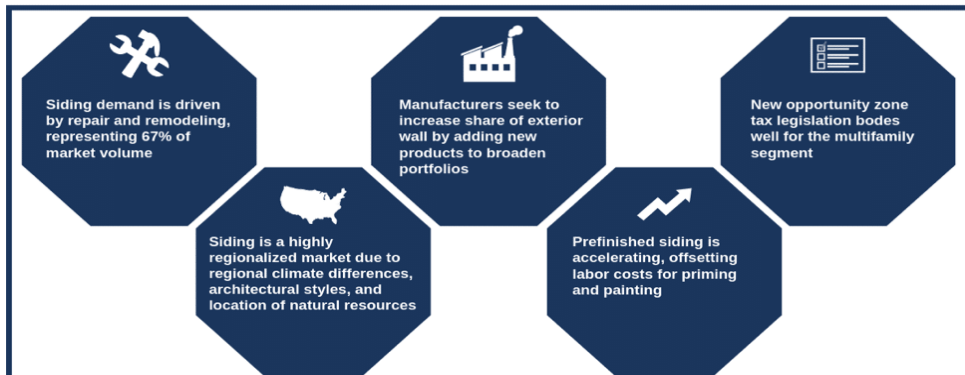 Siding demand is driven
by repair and remodeling,
representing 67% of
market volume
Siding is a highly
regionalized market due to
regional climate differences,
architectural styles, and
location of natural resources
Manufacturers seek to
increase share of exterior
wall by adding new
products to broaden
portfolios
Prefinished siding is
accelerating, offsetting
labor costs for priming
and painting
New opportunity zone
tax legislation bodes
well for the multifamily
segment